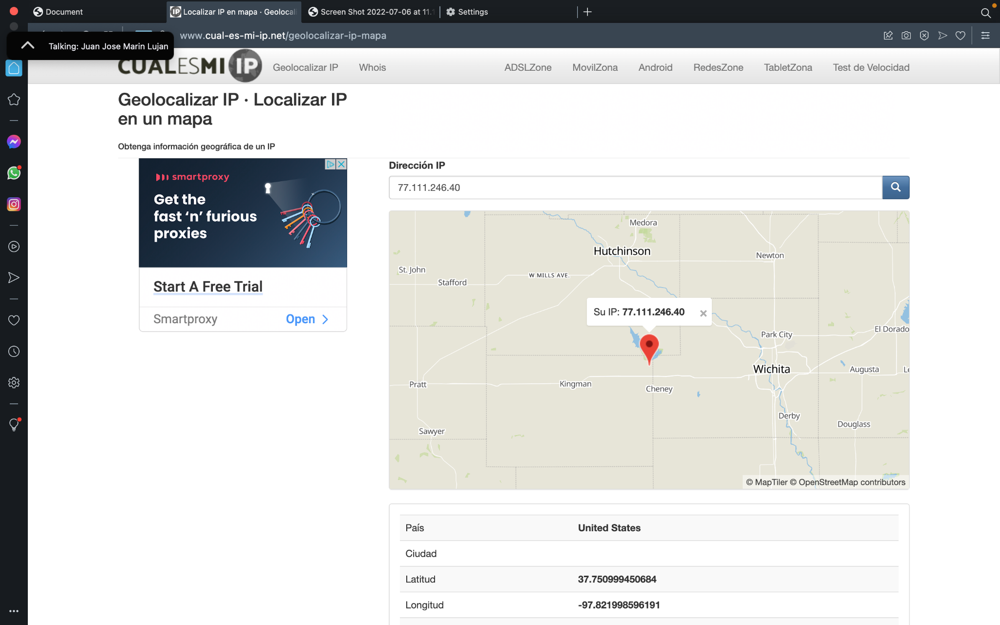 Document
Localizar IP en mapa · Geolocali
Screen Shot 2022-07-06 at 11.1
Settings
www.cual-es-mi-ip.net/geolocalizar-ip-mapa
Talking: Juan Jose Marin Lujan
CUALESMI IP
Geolocalizar IP
Whois
ADSLZone
MovilZona
Android
RedesZone
TabletZona
Test de Velocidad
Geolocalizar IP · Localizar IP
en un mapa
Obtenga información geográfica de un IP
smartproxy
Get the
fast ‘n’ furious
proxies
Start A Free Trial
Smartproxy
Open
Dirección IP
77.111.246.40
Medora
Hutchinson
Newton
St. John
W MILLS AVE.
Stafford
Su IP: 77.111.246.40 ×
El Dorado
Park City
Wichita
Augusta
Le
Pratt
Kingman
Cheney
Derby
Douglass
Sawyer
© MapTiler © OpenStreetMap contributors
País United States
Ciudad
Latitud 37.750999450684
Longitud -97.821998596191